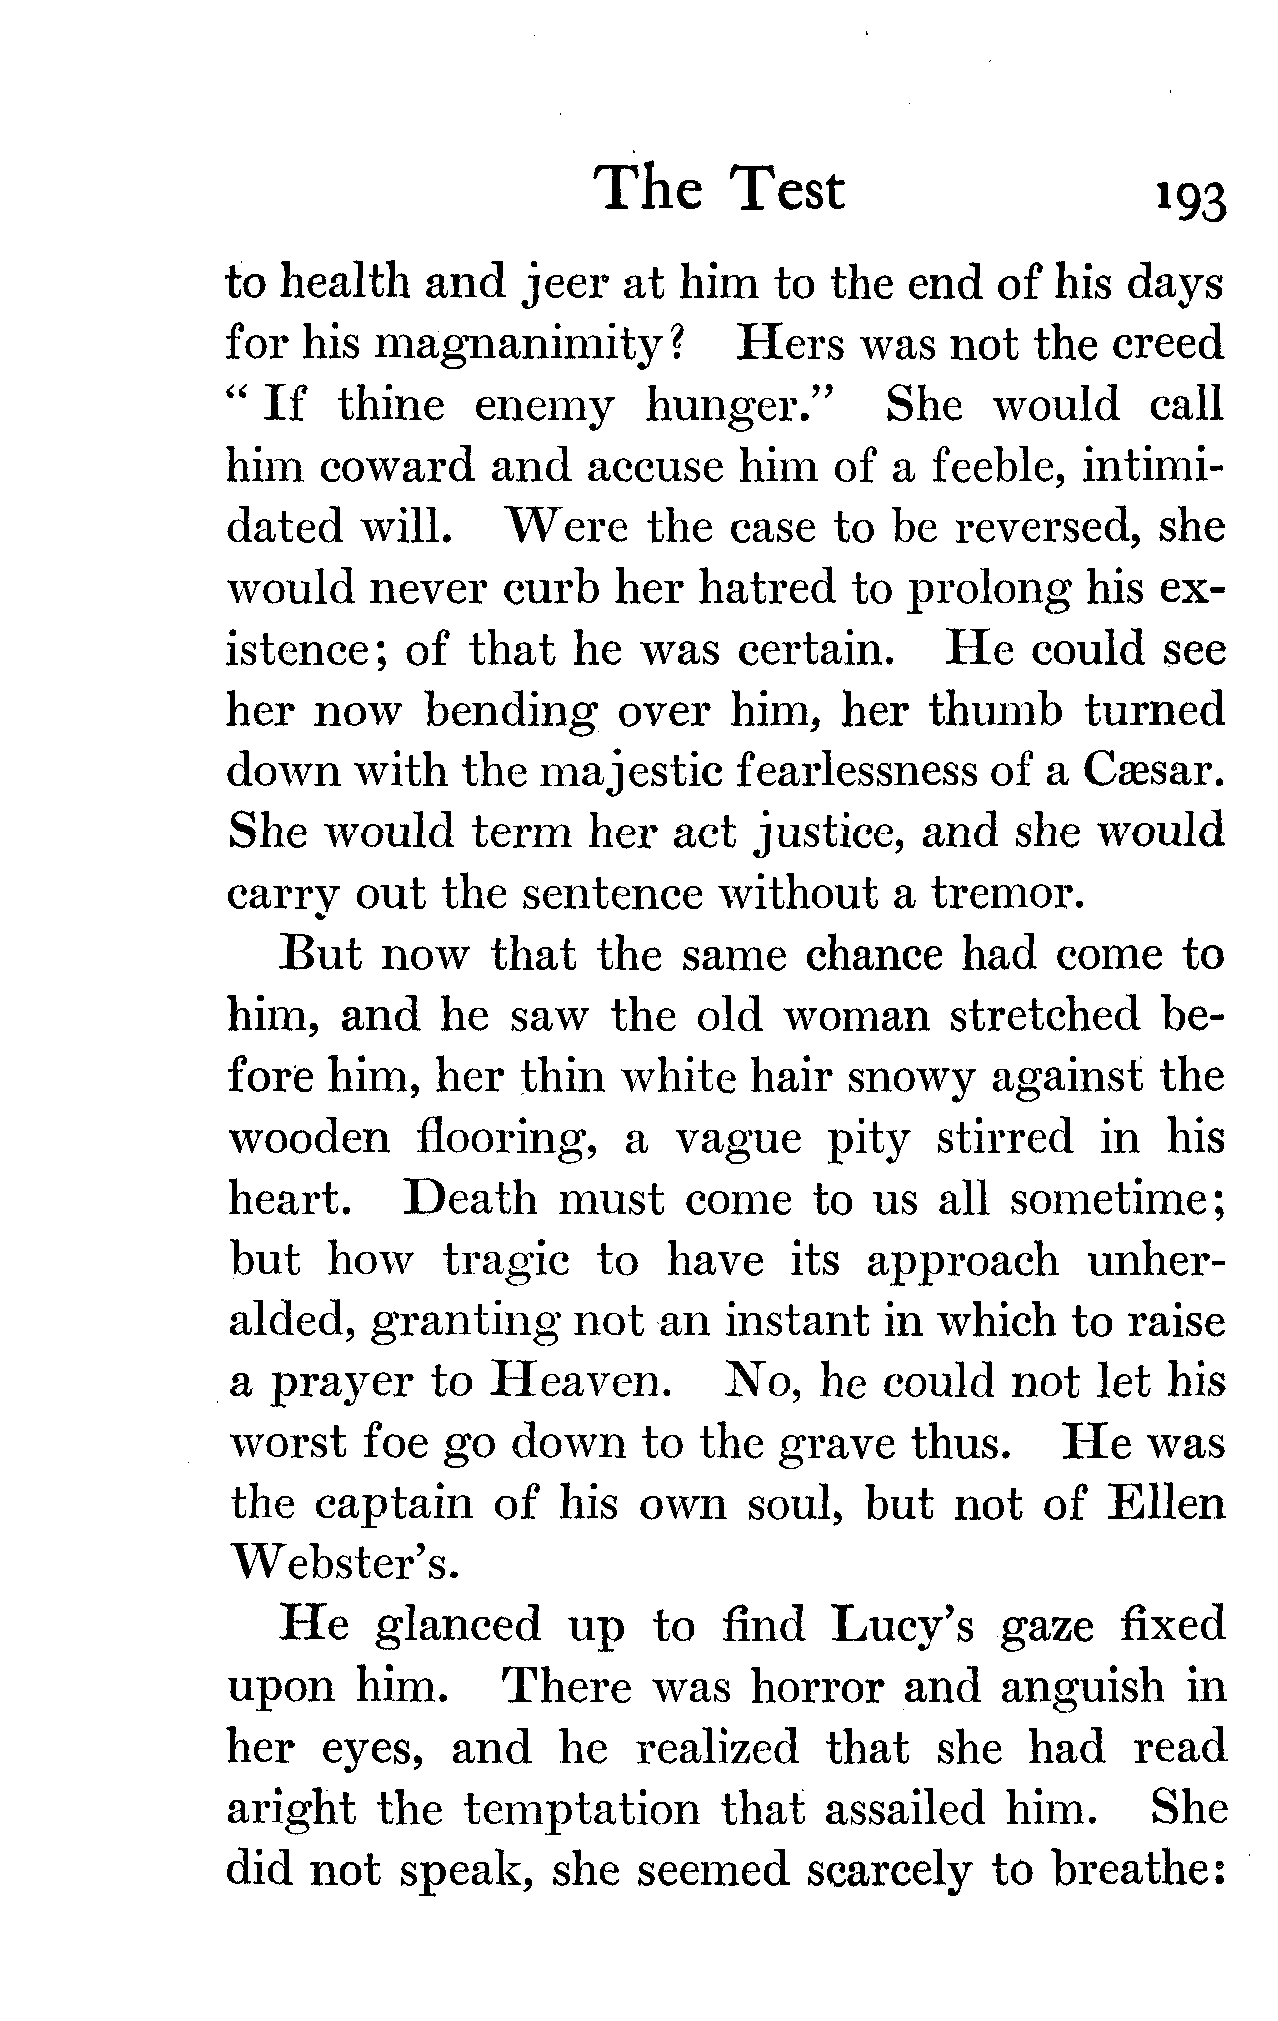 The Test 193
to health and jeer at him to the end of his days
for his magnanimity? Hers was not the creed
“ If thine enemy hunger.” She would call
him coward and accuse him of a feeble, intimi-
dated will. Were the case to be reversed, she
would never curb her hatred to prolong his ex-
istence; of that he was certain. He could see
her now bending over him, her thumb turned
down with the majestic fearlessness of a Cæsar.
She would term her act justice, and she would
carry out the sentence without a tremor.
But now that the same chance had come to
him, and he saw the old woman stretched be-
fore him, her thin white hair snowy against the
wooden flooring, a vague pity stirred in his
heart. Death must come to us all sometime;
but how tragic to have its approach unher-
alded, granting not an instant in which to raise
a prayer to Heaven. No, he could not let his
worst foe go down to the grave thus. He was
the captain of his own soul, but not of Ellen
Webster’s.
He glanced up to find Lucy’s gaze fixed
upon him. There was horror and anguish in
her eyes, and he realized that she had read
aright the temptation that assailed him. She
did not speak, she seemed scarcely to breathe: